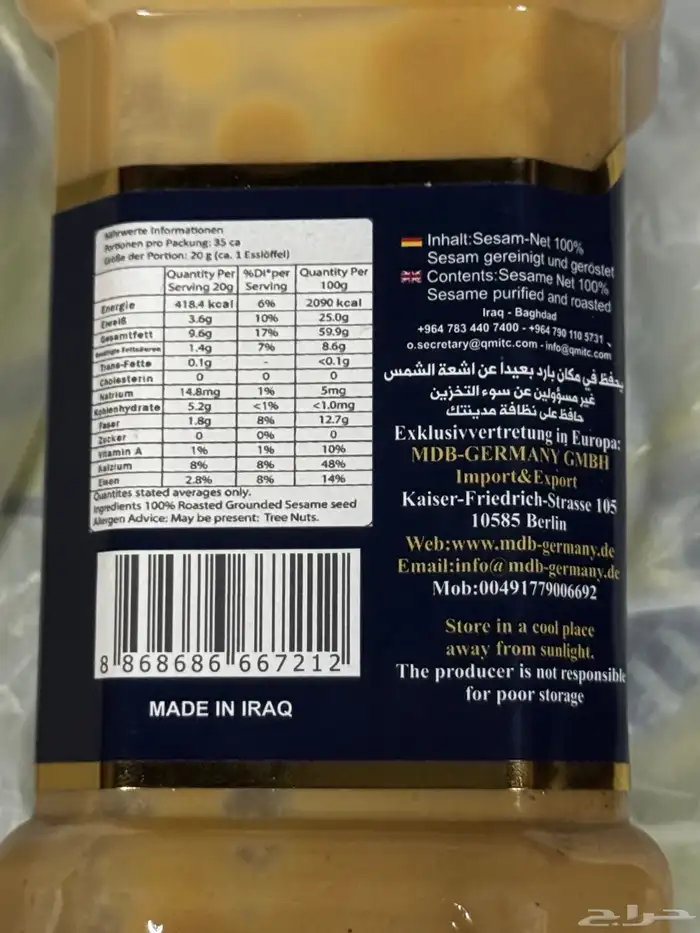 Nährwerte Informationen
Portionen pro Packung: 35 ca
Größe der Portion: 20 g (ca. 1 Esslöffel)
Quantity Per Serving 20g %DI*per Serving Quantity Per 100g
Energie 418.4 kcal 6% 2090 kcal
Eiweiß 3.6g 10% 25.0g
Gesamtfett 9.6g 17% 59.9g
1.4g 7% 8.6g
Trans-Fette 0.1g - <0.1g
Cholesterin 0 0 0
Natrium 14.8mg 1% 5mg
Kohlenhydrate 5.2g <1% <1.0mg
Faser 1.8g 8% 12.7g
Zucker 0 0% 0
Vitamin A 1% 1% 10%
Kalzium 8% 8% 48%
Eisen 2.8% 8% 14%
Quantites stated averages only.
Ingredients 100% Roasted Grounded Sesame seed
Allergen Advice: May be present: Tree Nuts.
8 868686 667212
MADE IN IRAQ
Inhalt:Sesam-Net 100%
Sesam gereinigt und geröstet
Contents:Sesame Net 100%
Sesame purified and roasted
Iraq - Baghdad
+964 783 440 7400 - +964 790 110 5731
o.secretary@qmitc.com - info@qmitc.com
يحفظ في مكان بارد بعيداً عن اشعة الشمس
غير مسؤولين عن سوء التخزين
حافظ على نظافة مدينتك
Exklusivvertretung in Europa:
MDB-GERMANY GMBH
Import&Export
Kaiser-Friedrich-Strasse 105
10585 Berlin
Web:www.mdb-germany.de
Email:info@mdb-germany.de
Mob:00491779006692
Store in a cool place
away from sunlight.
The producer is not responsible
for poor storage
حراج